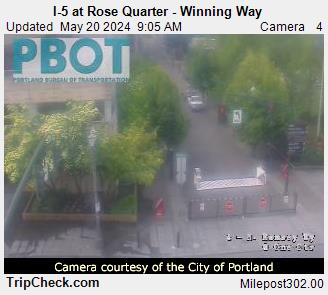 I-5 at Rose Quarter - Winning Way
Updated May 20 2024 9:05 AM Camera 4
PBOT
PORTLAND BUREAU OF TRANSPORTATION
Camera courtesy of the City of Portland
TripCheck.com Milepost302.00